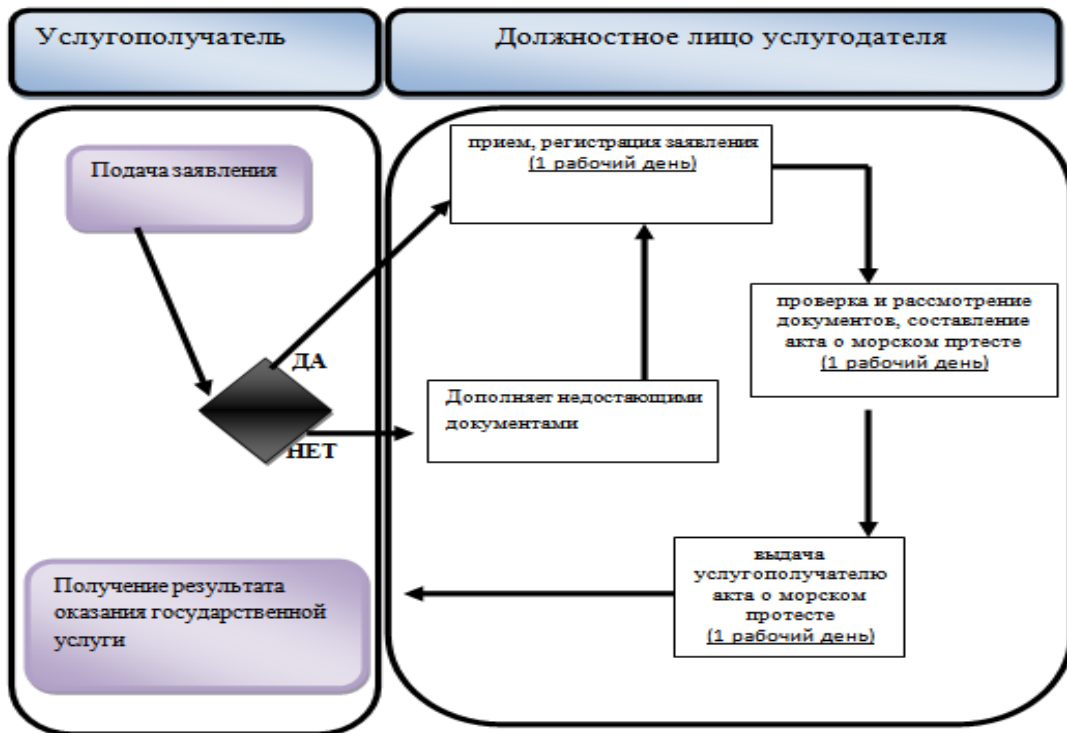 Услугополучатель
Должностное лицо услугодателя
Подача заявления
прием, регистрация заявления
(1 рабочий день)
проверка и рассмотрение
документов, составление
акта о морском пртесте
(1 рабочий день)
ДА
Дополняет недостающими
документами
НЕТ
выдача
услугополучателю
акта о морском
протесте
(1 рабочий день)
Получение результата
оказания государственной
услуги